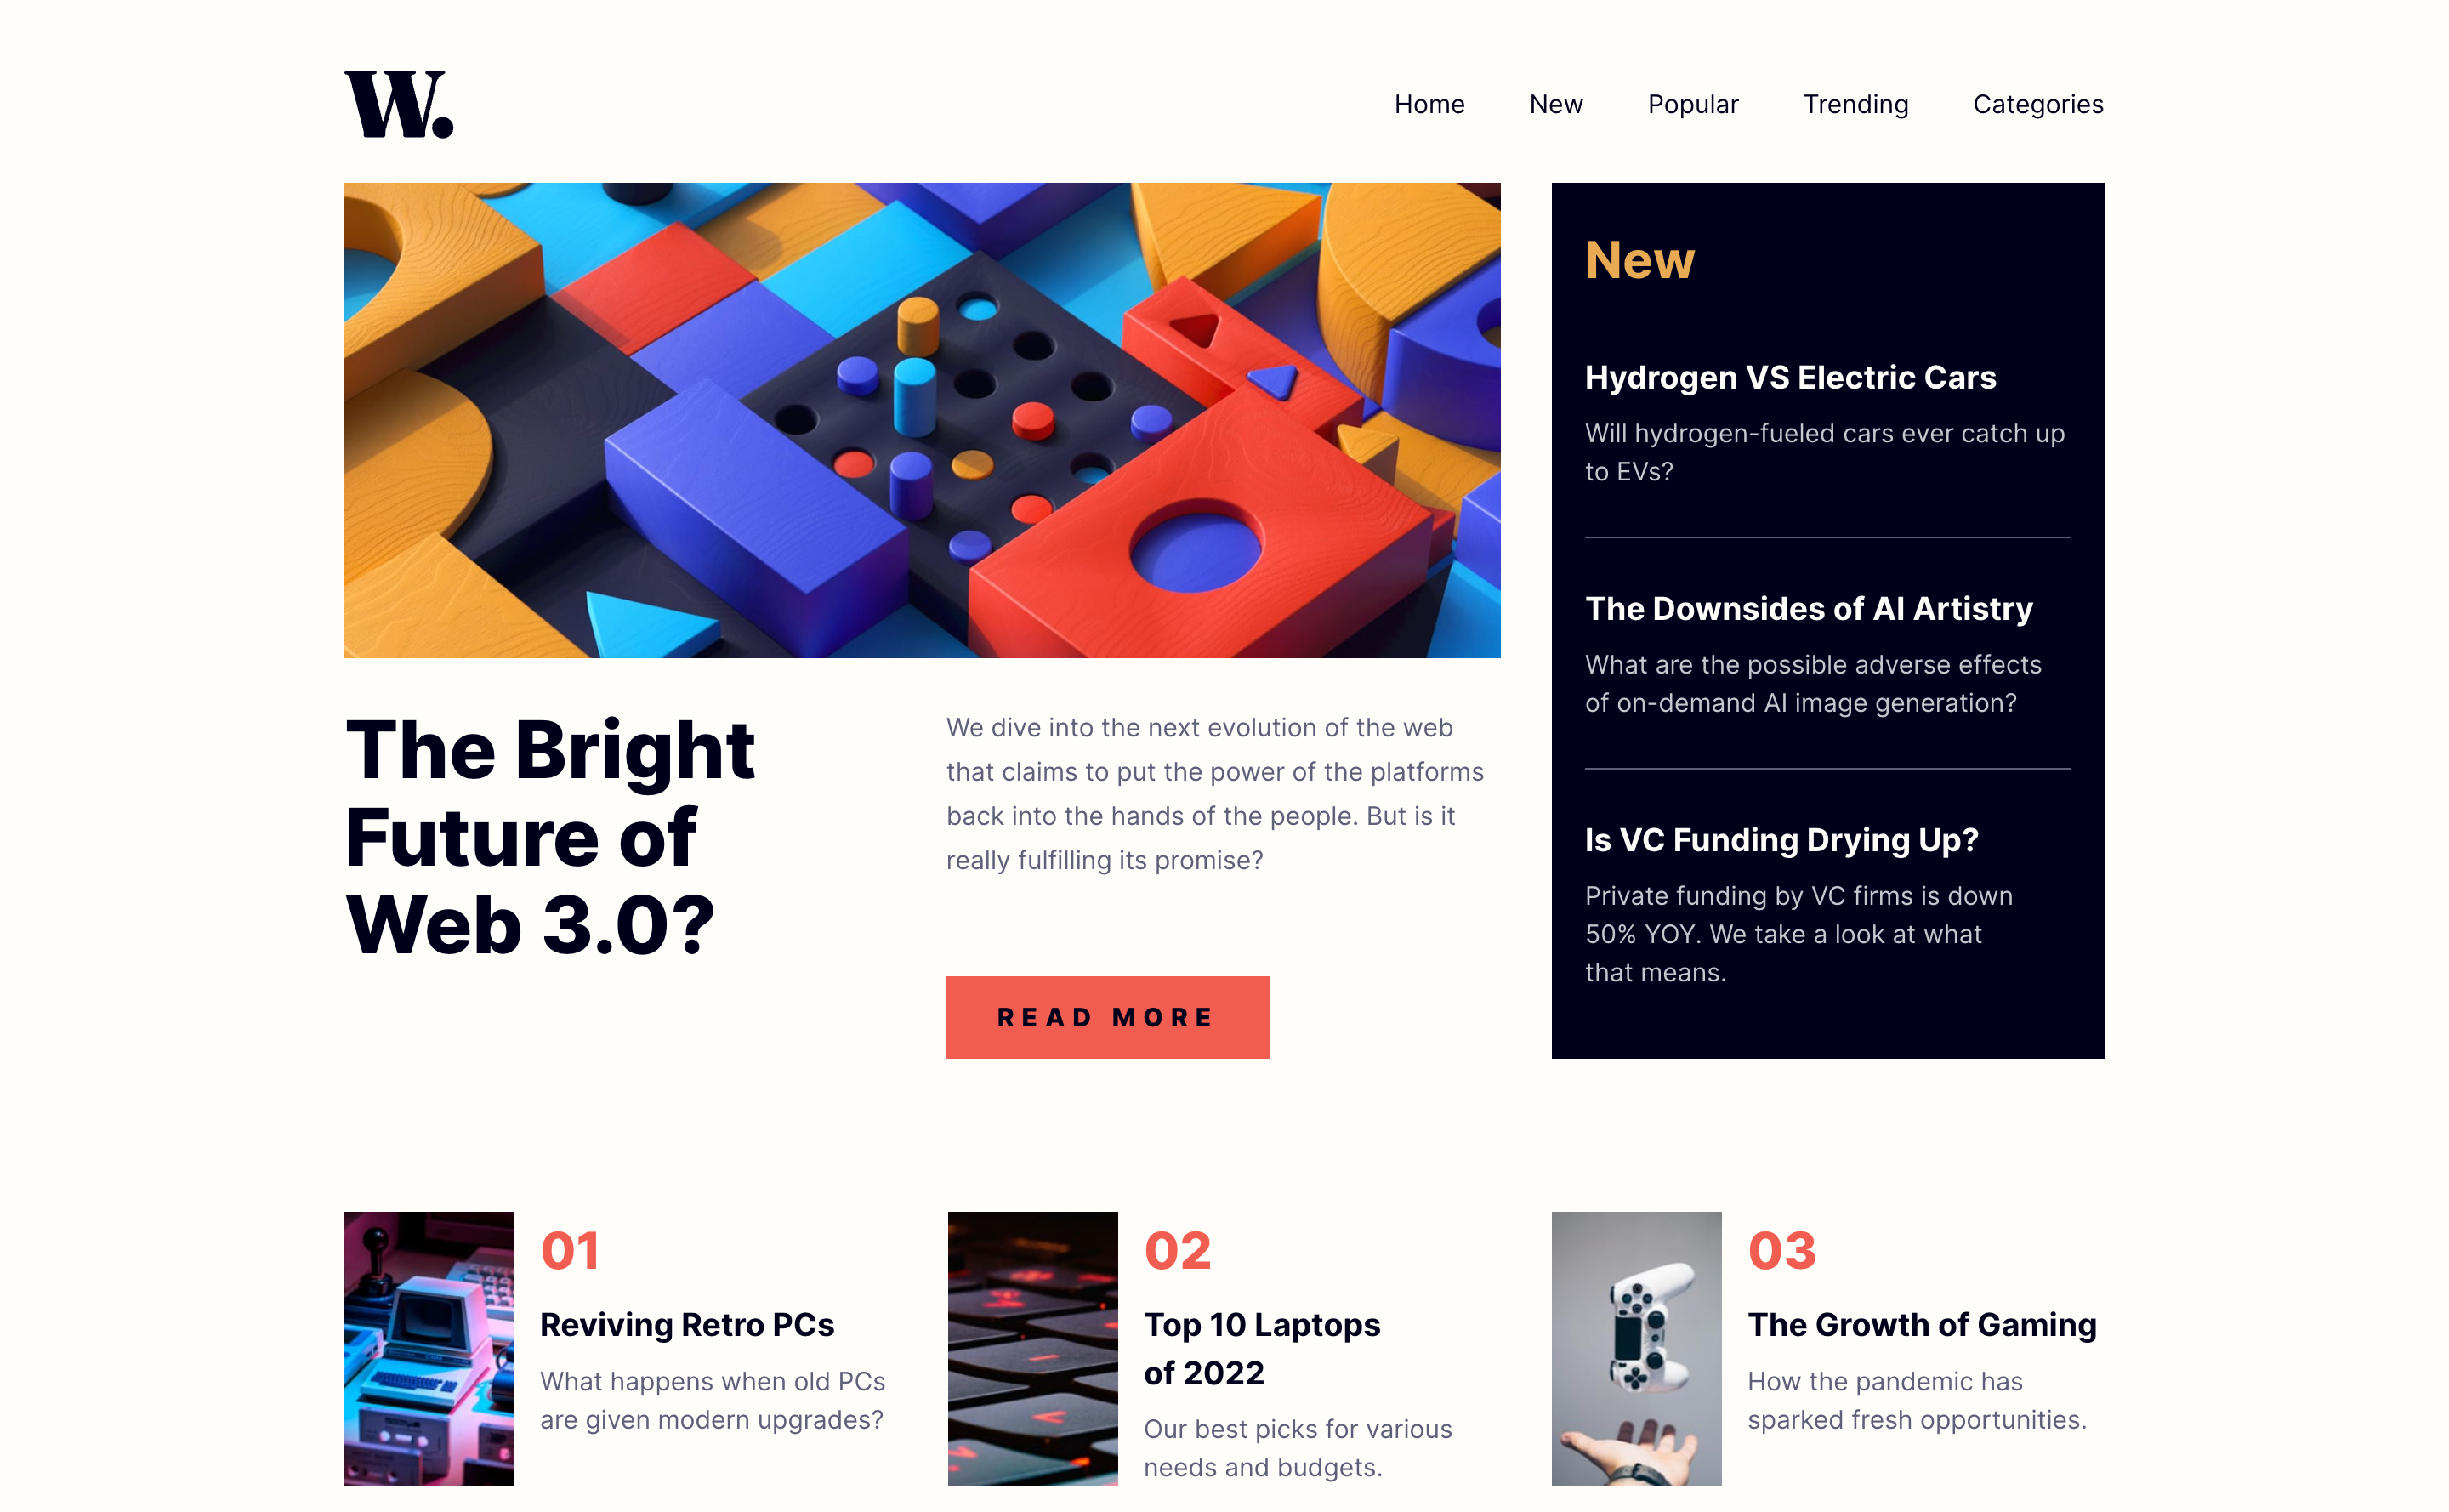 W.
Home New Popular Trending Categories
The Bright
Future of
Web 3.0?
We dive into the next evolution of the web
that claims to put the power of the platforms
back into the hands of the people. But is it
really fulfilling its promise?
READ MORE
New
Hydrogen VS Electric Cars
Will hydrogen-fueled cars ever catch up
to EVs?
The Downsides of AI Artistry
What are the possible adverse effects
of on-demand AI image generation?
Is VC Funding Drying Up?
Private funding by VC firms is down
50% YOY. We take a look at what
that means.
01
Reviving Retro PCs
What happens when old PCs
are given modern upgrades?
02
Top 10 Laptops
of 2022
Our best picks for various
needs and budgets.
03
The Growth of Gaming
How the pandemic has
sparked fresh opportunities.